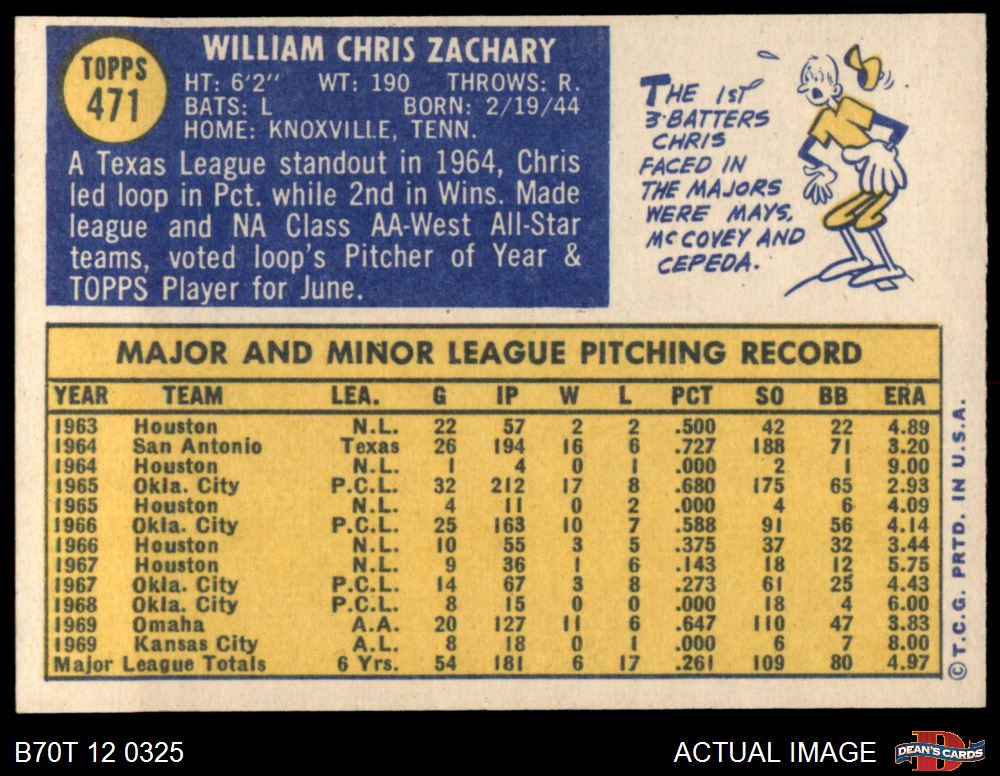 TOPPS
471
WILLIAM CHRIS ZACHARY
HT: 6'2" WT: 190 THROWS: R.
BATS: L BORN: 2/19/44
HOME: KNOXVILLE, TENN.
A Texas League standout in 1964, Chris
led loop in Pct. while 2nd in Wins. Made
league and NA Class AA-West All-Star
teams, voted loop's Pitcher of Year &
TOPPS Player for June.
THE 1ST
3 BATTERS
CHRIS
FACED IN
THE MAJORS
WERE MAYS,
McCOVEY AND
CEPEDA.
MAJOR AND MINOR LEAGUE PITCHING RECORD
YEAR TEAM LEA. G IP W L PCT SO BB ERA
1963 Houston N.L. 22 57 2 2 .500 42 22 4.89
1964 San Antonio Texas 26 194 16 6 .727 188 71 3.20
1964 Houston N.L. 1 4 0 1 .000 2 1 9.00
1965 Okla. City P.C.L. 32 212 17 8 .680 175 65 2.93
1965 Houston N.L. 4 11 0 2 .000 4 6 4.09
1966 Okla. City P.C.L. 25 163 10 7 .588 91 56 4.14
1966 Houston N.L. 10 55 3 5 .375 37 32 3.44
1967 Houston N.L. 9 36 1 6 .143 18 12 5.75
1967 Okla. City P.C.L. 14 67 3 8 .273 61 25 4.43
1968 Okla. City P.C.L. 8 15 0 0 .000 18 4 6.00
1969 Omaha A.A. 20 127 11 6 .647 110 47 3.83
1969 Kansas City A.L. 8 18 0 1 .000 6 7 8.00
Major League Totals 6 Yrs. 54 181 6 17 .261 109 80 4.97
© T.C.G. PRTD. IN U.S.A.
B70T 12 0325
ACTUAL IMAGE
D
DEAN'S CARDS